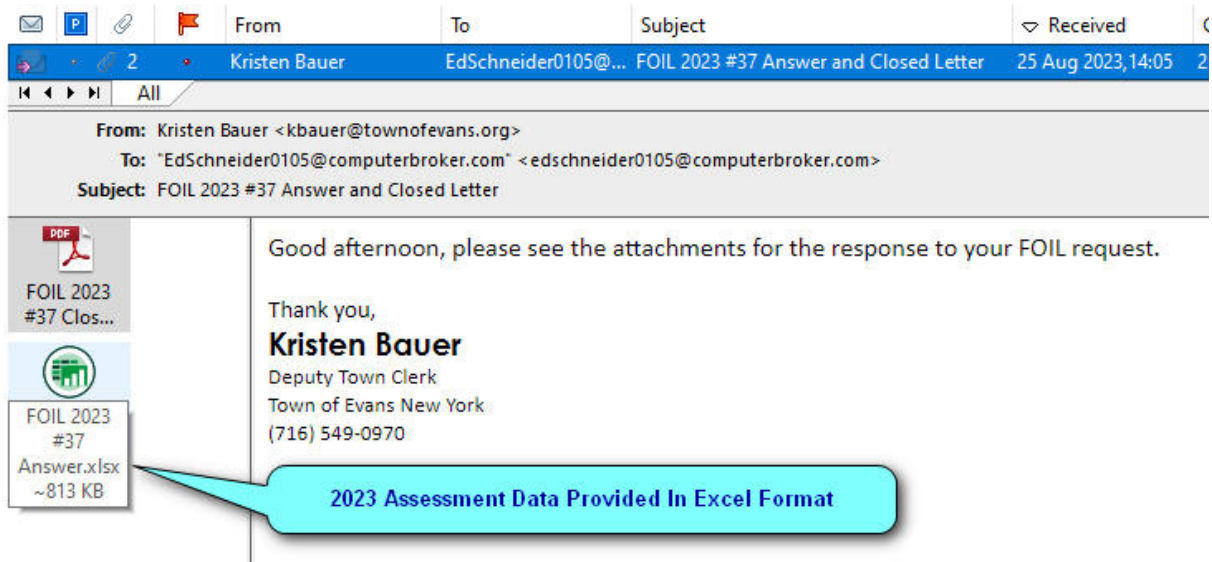 From To Subject Received
2 Kristen Bauer EdSchneider0105@... FOIL 2023 #37 Answer and Closed Letter 25 Aug 2023,14:05 2
All
From: Kristen Bauer <kbauer@townofevans.org>
To: "EdSchneider0105@computerbroker.com" <edschneider0105@computerbroker.com>
Subject: FOIL 2023 #37 Answer and Closed Letter
PDF
FOIL 2023
#37 Clos...
FOIL 2023
#37
Answer.xlsx
~813 KB
Good afternoon, please see the attachments for the response to your FOIL request.
Thank you,
Kristen Bauer
Deputy Town Clerk
Town of Evans New York
(716) 549-0970
2023 Assessment Data Provided In Excel Format